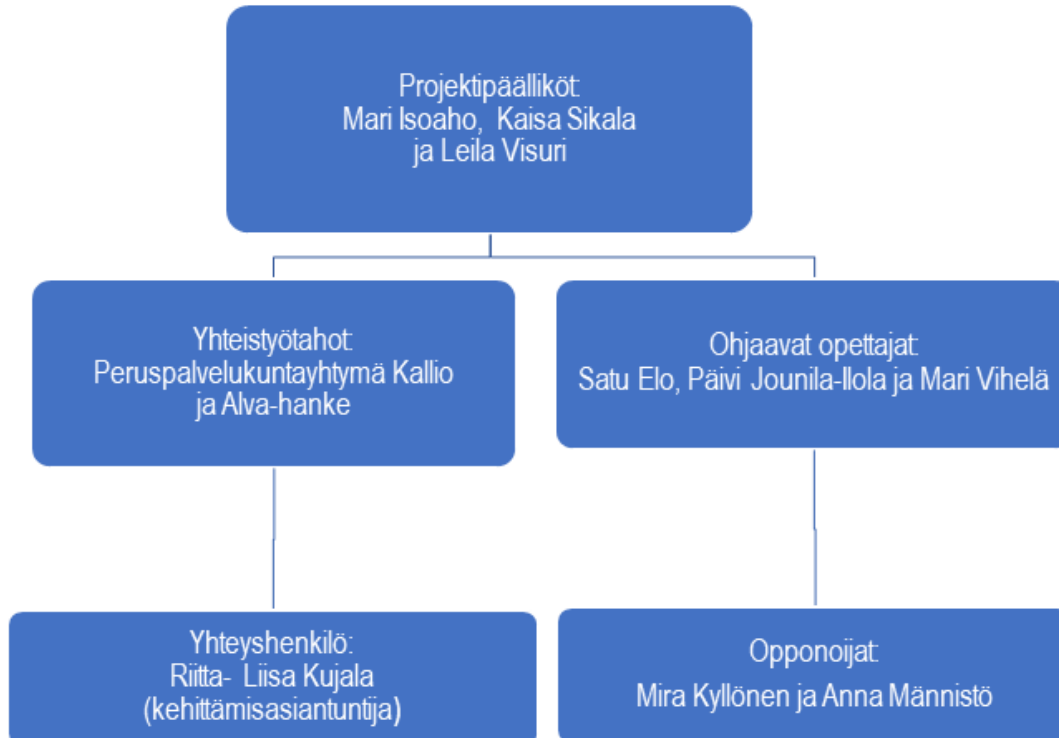 Projektipäälliköt:
Mari Isoaho, Kaisa Sikala
ja Leila Visuri
Yhteistyötahot:
Peruspalvelukuntayhtymä Kallio
ja Alva-hanke
Ohjaavat opettajat:
Satu Elo, Päivi Jounila-Ilola ja Mari Vihelä
Yhteyshenkilö:
Riitta- Liisa Kujala
(kehittämisasiantuntija)
Opponoijat:
Mira Kyllönen ja Anna Männistö